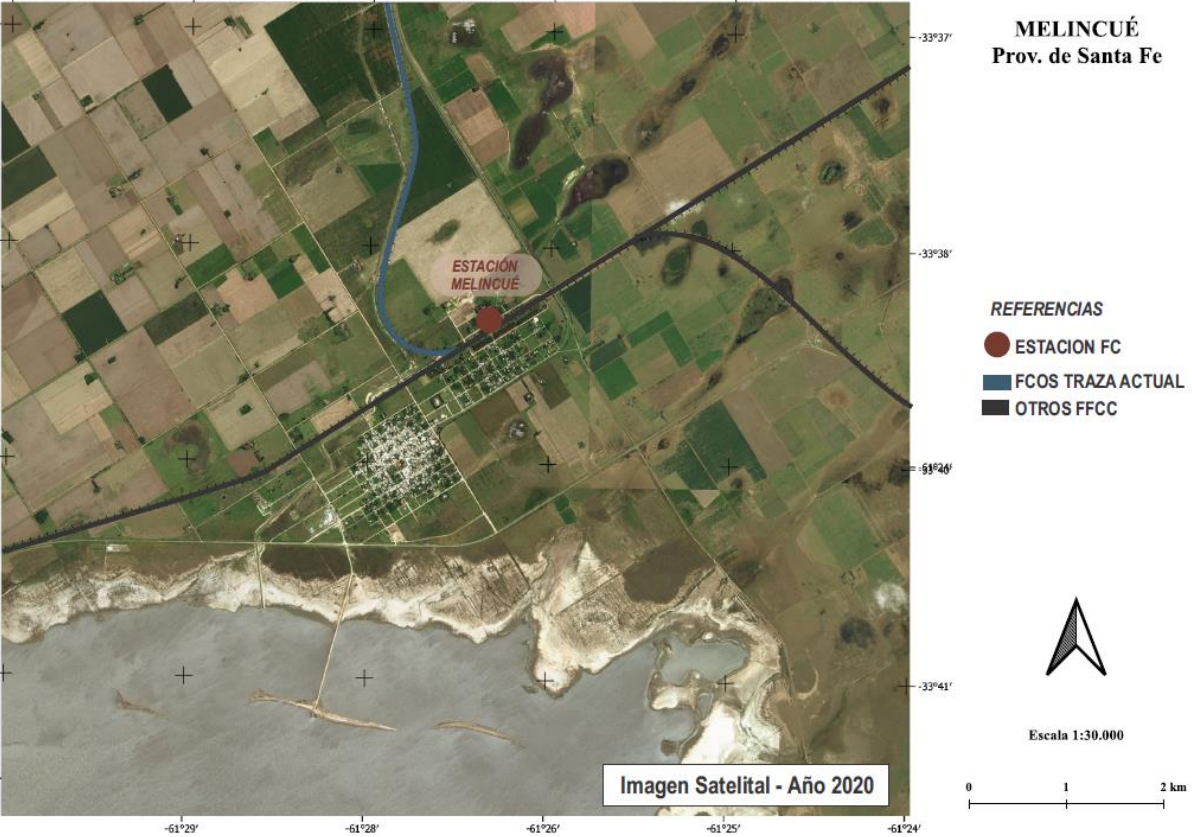 MELINCUÉ
Prov. de Santa Fe
-33°37'
-33°38'
ESTACIÓN
MELINCUÉ
REFERENCIAS
ESTACION FC
FCOS TRAZA ACTUAL
OTROS FFCC
-33°41'
Escala 1:30.000
Imagen Satelital - Año 2020
0 1 2 km
-61°29' -61°28' -61°26' -61°25' -61°24'